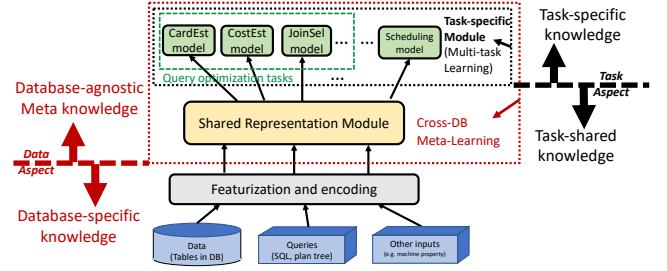 CardEst
model
CostEst
model
JoinSel
model
...
...
Scheduling
model
Query optimization tasks
...
Task-specific
Module
(Multi-task
Learning)
Task-specific
knowledge
Task
Aspect
Task-shared
knowledge
Database-agnostic
Meta knowledge
Data
Aspect
Database-specific
knowledge
Shared Representation Module
Cross-DB
Meta-Learning
Featurization and encoding
Data
(Tables in DB)
Queries
(SQL, plan tree)
Other inputs
(e.g. machine property)